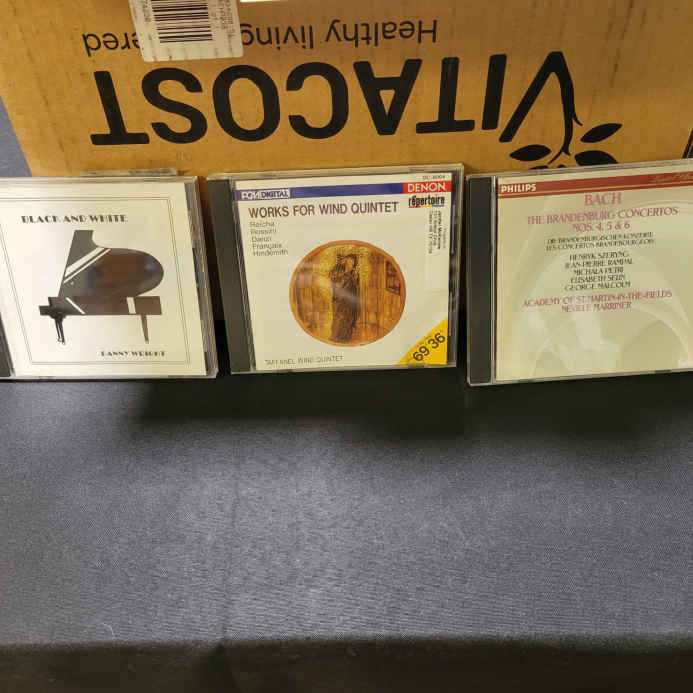 Healthy living
ered
VITACOST
BLACK AND WHITE
DANNY WRIGHT
PCM DIGITAL
DENON
WORKS FOR WIND QUINTET
répertoire
Reicha
Rossini
Danzi
Françaix
Hindemith
69'36"
TAFFANEL WIND QUINTET
PHILIPS
BACH
THE BRANDENBURG CONCERTOS
NOS. 4, 5 & 6
DIE BRANDENBURGISCHEN KONZERTE
LES CONCERTOS BRANDEBOURGEOIS
HENRYK SZERYNG
JEAN-PIERRE RAMPAL
MICHALA PETRI
ELISABETH SELIN
GEORGE MALCOLM
ACADEMY OF ST. MARTIN-IN-THE-FIELDS
NEVILLE MARRINER